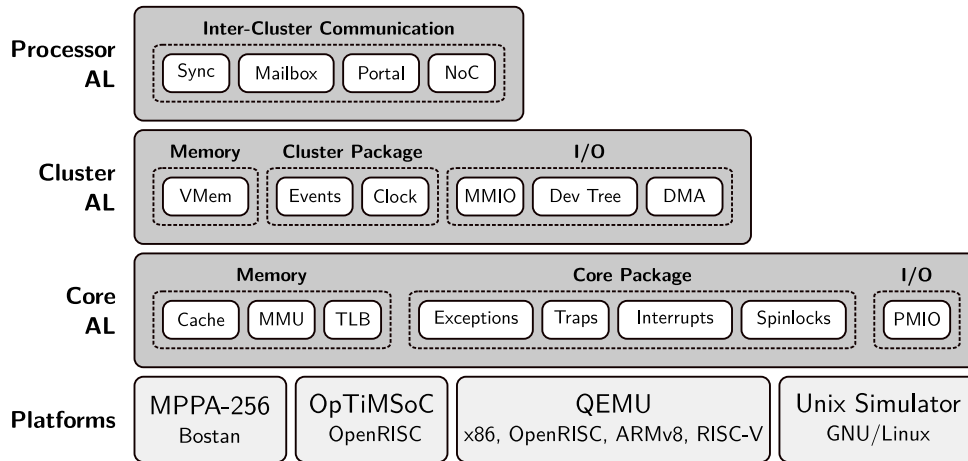 Inter-Cluster Communication
Processor AL
Sync Mailbox Portal NoC
Memory Cluster Package I/O
Cluster AL
VMem Events Clock MMIO Dev Tree DMA
Memory Core Package I/O
Core AL
Cache MMU TLB Exceptions Traps Interrupts Spinlocks PMIO
Platforms
MPPA-256 OpTiMSoC QEMU Unix Simulator
Bostan OpenRISC x86, OpenRISC, ARMv8, RISC-V GNU/Linux